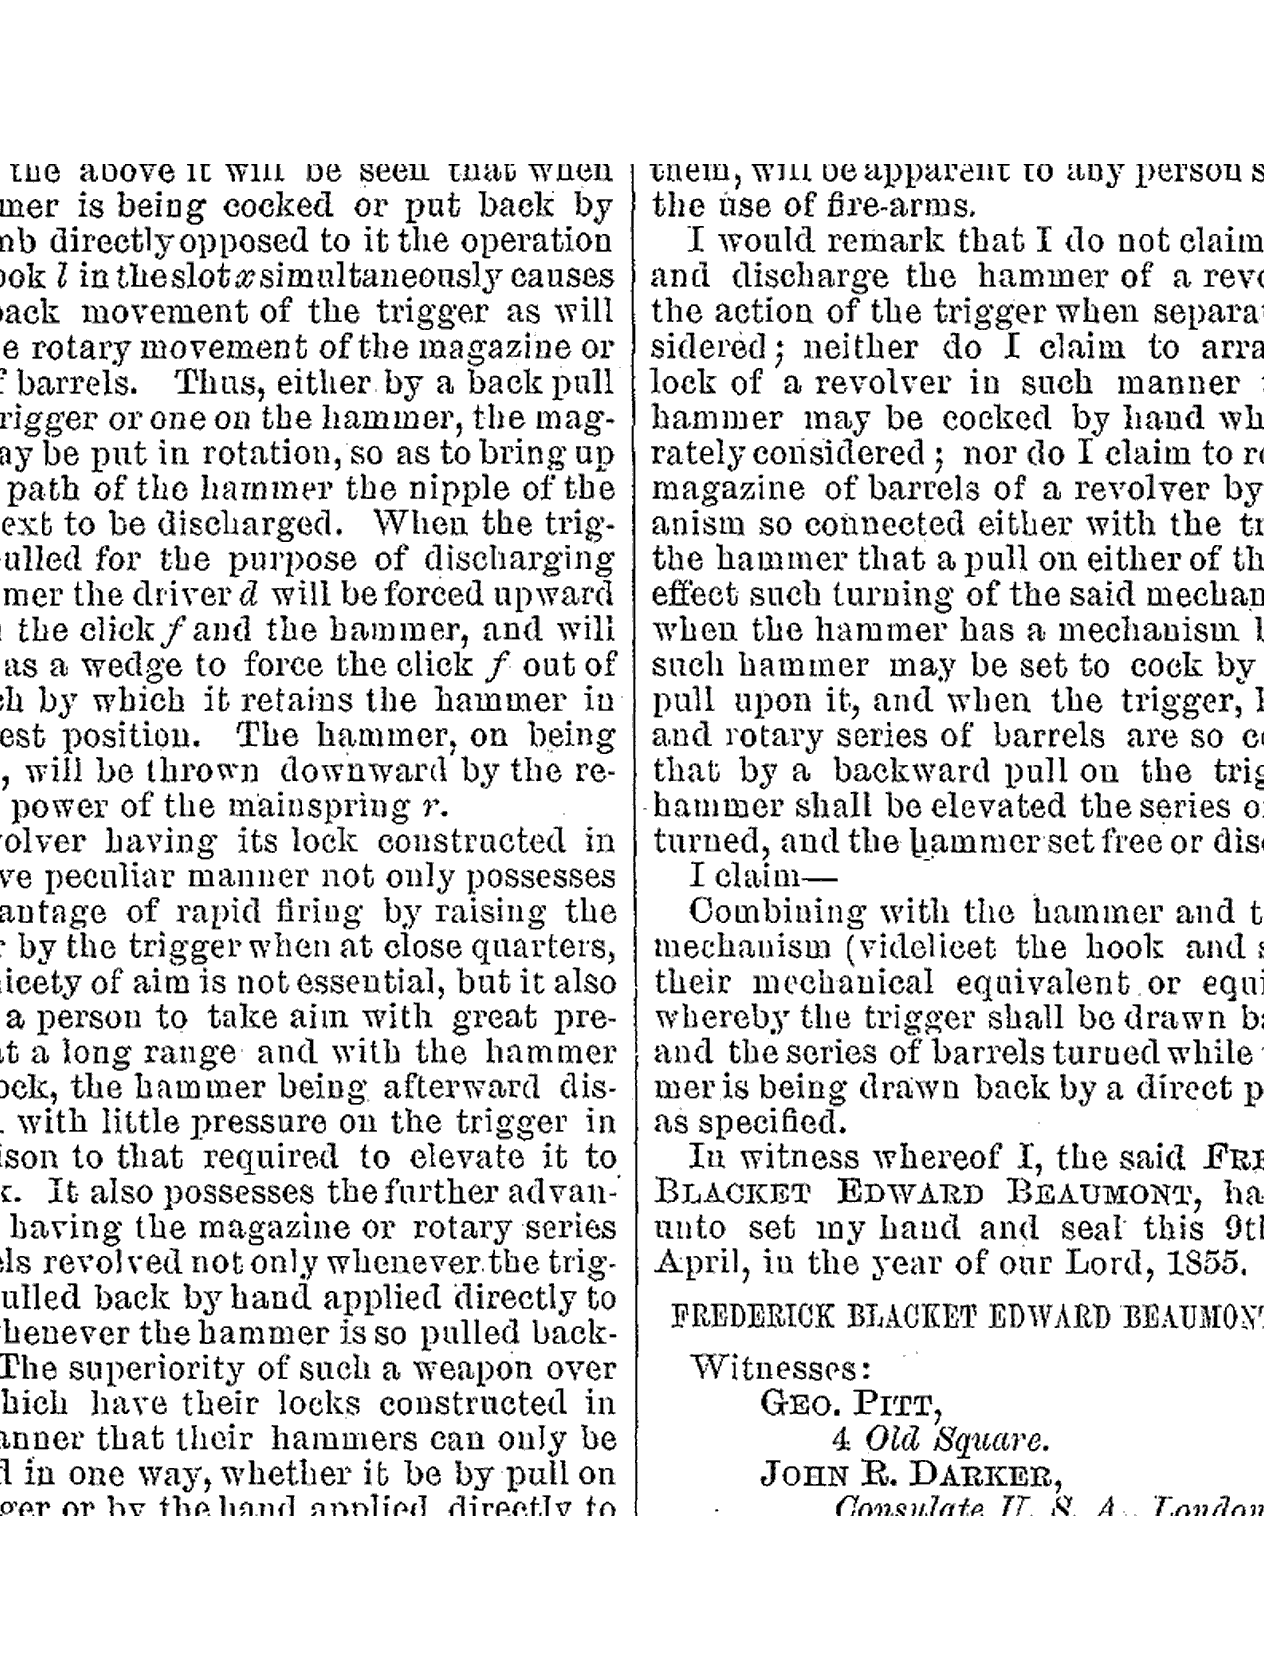 the above it will be seen that when
mer is being cocked or put back by
mb directly opposed to it the operation
ook l in the slot x simultaneously causes
back movement of the trigger as will
e rotary movement of the magazine or
f barrels. Thus, either by a back pull
rigger or one on the hammer, the mag-
ay be put in rotation, so as to bring up
path of the hammer the nipple of the
ext to be discharged. When the trig-
ulled for the purpose of discharging
mer the driver d will be forced upward
the click f and the hammer, and will
as a wedge to force the click f out of
ch by which it retains the hammer in
est position. The hammer, on being
, will be thrown downward by the re-
power of the mainspring r.
volver having its lock constructed in
ve peculiar manner not only possesses
antage of rapid firing by raising the
r by the trigger when at close quarters,
nicety of aim is not essential, but it also
a person to take aim with great pre-
at a long range and with the hammer
ock, the hammer being afterward dis-
with little pressure on the trigger in
ison to that required to elevate it to
k. It also possesses the further advan-
having the magazine or rotary series
els revolved not only whenever the trig-
ulled back by hand applied directly to
whenever the hammer is so pulled back-
The superiority of such a weapon over
hich have their locks constructed in
anner that their hammers can only be
d in one way, whether it be by pull on
ger or by the hand applied directly to
them, will be apparent to any person s
the use of fire-arms.
I would remark that I do not claim
and discharge the hammer of a revo
the action of the trigger when separat
sidered; neither do I claim to arra
lock of a revolver in such manner
hammer may be cocked by hand wh
rately considered; nor do I claim to ro
magazine of barrels of a revolver by
anism so connected either with the tr
the hammer that a pull on either of th
effect such turning of the said mechan
when the hammer has a mechanism
such hammer may be set to cock by
pull upon it, and when the trigger, h
and rotary series of barrels are so co
that by a backward pull on the trig
hammer shall be elevated the series o
turned, and the hammer set free or disc
I claim—
Combining with the hammer and t
mechanism (videlicet the hook and s
their mechanical equivalent or equi
whereby the trigger shall be drawn ba
and the series of barrels turned while
mer is being drawn back by a direct p
as specified.
In witness whereof I, the said FRE
BLACKET EDWARD BEAUMONT, ha
unto set my hand and seal this 9th
April, in the year of our Lord, 1855.
FREDERICK BLACKET EDWARD BEAUMONT
Witnesses:
GEO. PITT,
4 Old Square.
JOHN R. DARKER,
Consulate U. S. A., London